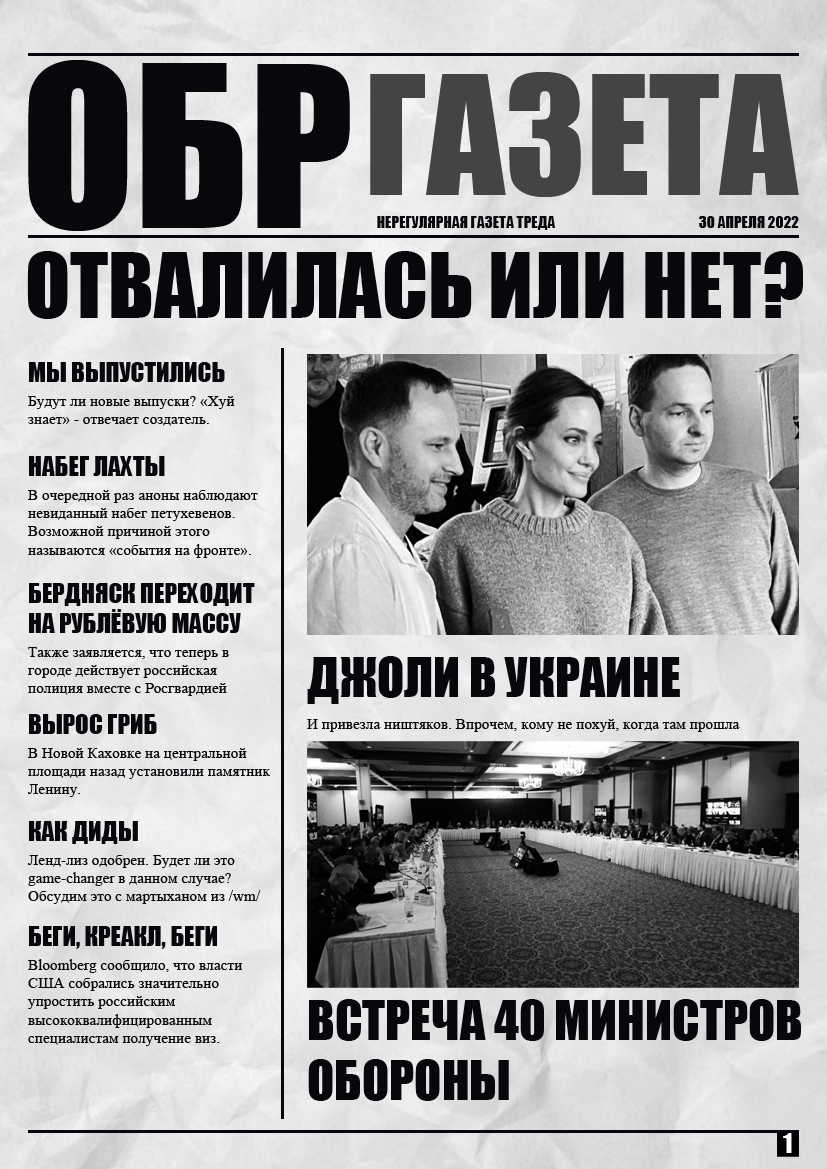 ОБР ГАЗЕТА
НЕРЕГУЛЯРНАЯ ГАЗЕТА ТРЕДА
30 АПРЕЛЯ 2022
ОТВАЛИЛАСЬ ИЛИ НЕТ?
МЫ ВЫПУСТИЛИСЬ
Будут ли новые выпуски? «Хуй
знает» - отвечает создатель.
НАБЕГ ЛАХТЫ
В очередной раз аноны наблюдают
невиданный набег петухевенов.
Возможной причиной этого
называются «события на фронте».
БЕРДНЯСК ПЕРЕХОДИТ
НА РУБЛЁВУЮ МАССУ
Также заявляется, что теперь в
городе действует российская
полиция вместе с Росгвардией
ВЫРОС ГРИБ
В Новой Каховке на центральной
площади назад установили памятник
Ленину.
КАК ДИДЫ
Ленд-лиз одобрен. Будет ли это
game-changer в данном случае?
Обсудим это с мартыханом из /wm/
БЕГИ, КРЕАКЛ, БЕГИ
Bloomberg сообщило, что власти
США собрались значительно
упростить российским
высококвалифицированным
специалистам получение виз.
ДЖОЛИ В УКРАИНЕ
И привезла ништяков. Впрочем, кому не похуй, когда там прошла
ВСТРЕЧА 40 МИНИСТРОВ
ОБОРОНЫ
1